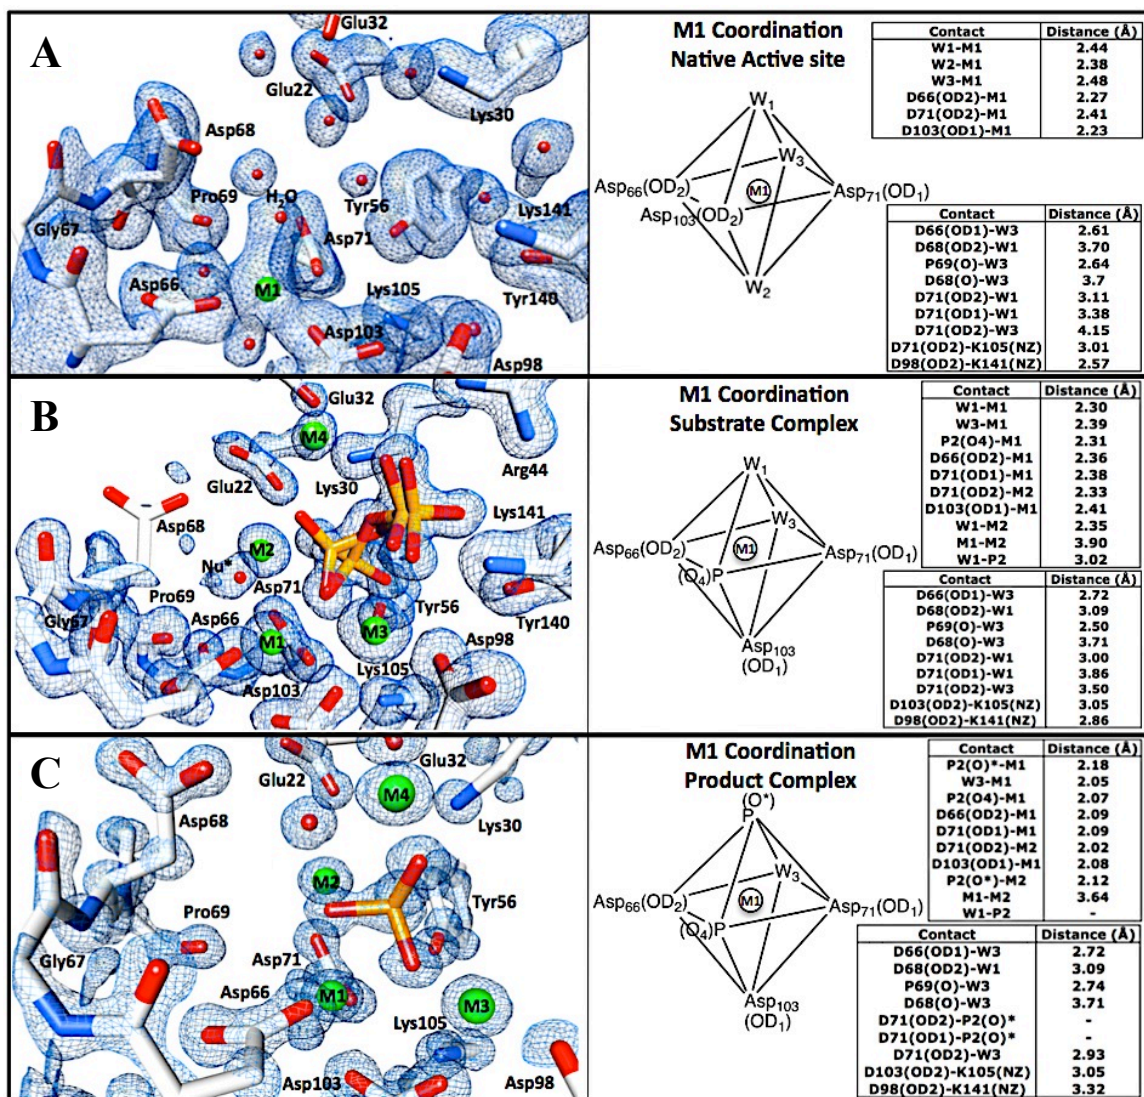 A
Glu32
Glu22
Lys30
Asp68
Pro69
H2O
Tyr56
Lys141
Gly67
Asp71
Asp66
M1
Lys105
Tyr140
Asp103
Asp98
M1 Coordination
Native Active site
W1
W3
Asp66(OD2)
M1
Asp71(OD1)
Asp103(OD2)
W2
Contact Distance (Å)
W1-M1 2.44
W2-M1 2.38
W3-M1 2.48
D66(OD2)-M1 2.27
D71(OD2)-M1 2.41
D103(OD1)-M1 2.23
Contact Distance (Å)
D66(OD1)-W3 2.61
D68(OD2)-W1 3.70
P69(O)-W3 2.64
D68(O)-W3 3.7
D71(OD2)-W1 3.11
D71(OD1)-W1 3.38
D71(OD2)-W3 4.15
D71(OD2)-K105(NZ) 3.01
D98(OD2)-K141(NZ) 2.57
B
Glu32
M4
Glu22
Lys30
Arg44
Asp68
Lys141
M2
Nu*
Asp71
Pro69
Tyr56
Gly67
Asp66
M1
M3
Tyr140
Asp98
Lys105
Asp103
M1 Coordination
Substrate Complex
W1
W3
Asp66(OD2)
M1
Asp71(OD1)
(O4)P
Asp103
(OD1)
Contact Distance (Å)
W1-M1 2.30
W3-M1 2.39
P2(O4)-M1 2.31
D66(OD2)-M1 2.36
D71(OD1)-M1 2.38
D71(OD2)-M2 2.33
D103(OD1)-M1 2.41
W1-M2 2.35
M1-M2 3.90
W1-P2 3.02
Contact Distance (Å)
D66(OD1)-W3 2.72
D68(OD2)-W1 3.09
P69(O)-W3 2.50
D68(O)-W3 3.71
D71(OD2)-W1 3.00
D71(OD1)-W1 3.86
D71(OD2)-W3 3.50
D103(OD2)-K105(NZ) 3.05
D98(OD2)-K141(NZ) 2.86
C
Glu32
Glu22
M4
Asp68
Lys30
M2
Tyr56
Pro69
Gly67
Asp71
Asp66
M1
M3
Lys105
Asp103
Asp98
M1 Coordination
Product Complex
(O*)
P
W3
Asp66(OD2)
M1
Asp71(OD1)
(O4)P
Asp103
(OD1)
Contact Distance (Å)
P2(O)*-M1 2.18
W3-M1 2.05
P2(O4)-M1 2.07
D66(OD2)-M1 2.09
D71(OD1)-M1 2.09
D71(OD2)-M2 2.02
D103(OD1)-M1 2.08
P2(O*)-M2 2.12
M1-M2 3.64
W1-P2 -
Contact Distance (Å)
D66(OD1)-W3 2.72
D68(OD2)-W1 3.09
P69(O)-W3 2.74
D68(O)-W3 3.71
D71(OD2)-P2(O)* -
D71(OD1)-P2(O)* -
D71(OD2)-W3 2.93
D103(OD2)-K105(NZ) 3.05
D98(OD2)-K141(NZ) 3.32